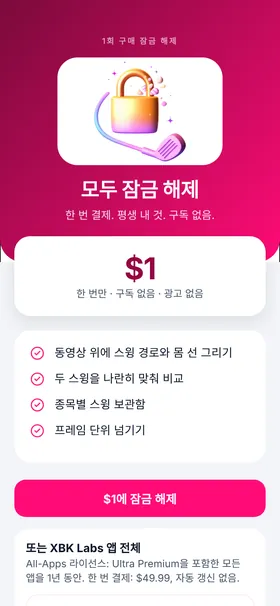 1회 구매 잠금 해제
모두 잠금 해제
한 번 결제. 평생 내 것. 구독 없음.
$1
한 번만 · 구독 없음 · 광고 없음
동영상 위에 스윙 경로와 몸 선 그리기
두 스윙을 나란히 맞춰 비교
종목별 스윙 보관함
프레임 단위 넘기기
$1에 잠금 해제
또는 XBK Labs 앱 전체
All-Apps 라이선스: Ultra Premium을 포함한 모든
앱을 1년 동안. 한 번 결제: $49.99, 자동 갱신 없음.